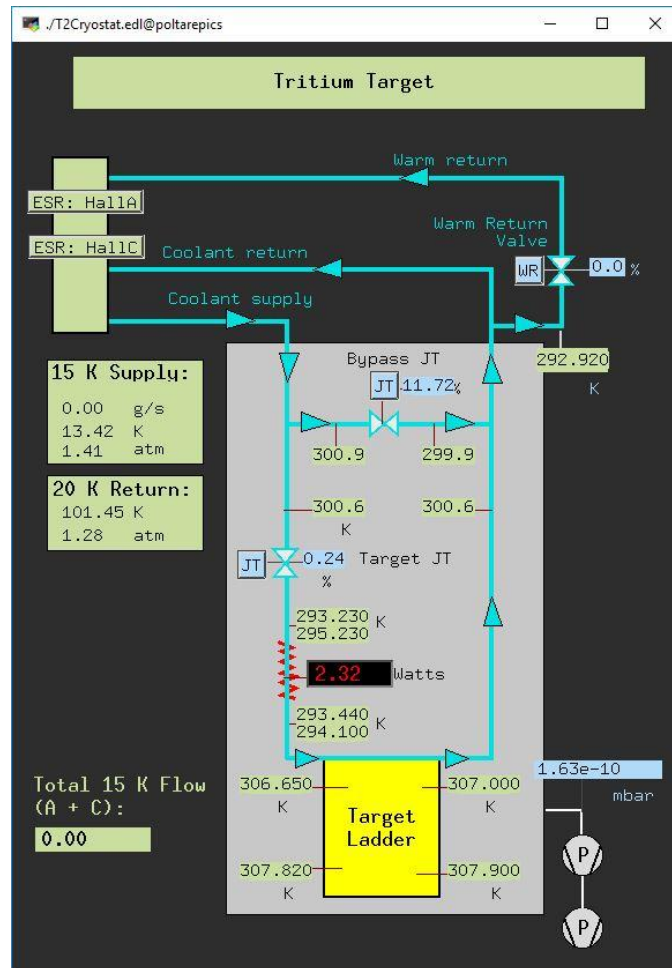 ./T2Cryostat.edl@poltarepics
Tritium Target
Warm return
ESR: HallA
Warm Return
Valve
ESR: HallC
Coolant return
WR
0.0 %
Coolant supply
Bypass JT
292.920
K
15 K Supply:
0.00 g/s
13.42 K
1.41 atm
JT 11.72%
300.9 299.9
20 K Return:
101.45 K
1.28 atm
300.6 300.6
K
JT 0.24 Target JT
%
293.230 K
295.230
2.32 Watts
293.440 K
294.100
Total 15 K Flow
(A + C):
0.00
306.650 307.000
K K
Target
Ladder
307.820 307.900
K K
1.63e-10
mbar
P
P